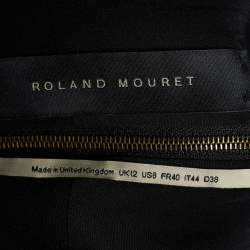 ROLAND MOURET
Made in United Kingdom UK12 US8 FR40 IT44 D38